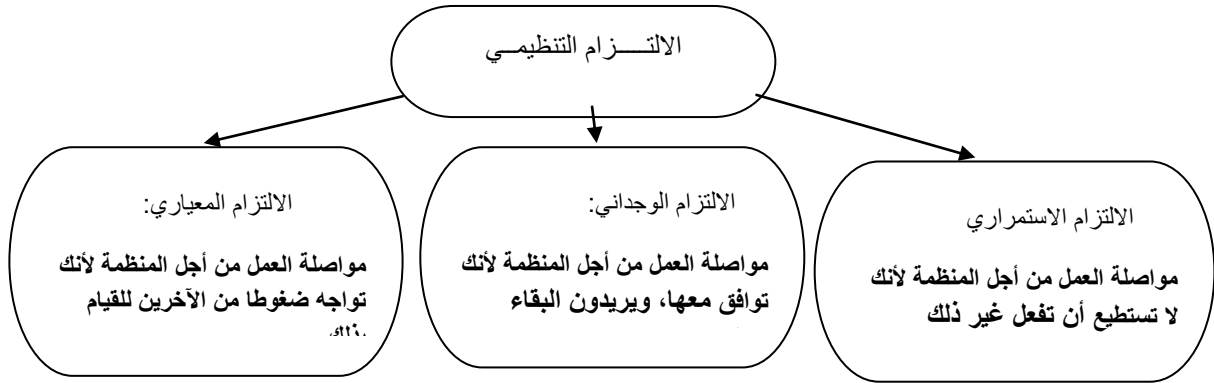 الالتـــــزام التنظيمـــي
الالتزام الاستمراري
مواصلة العمل من أجل المنظمة لأنك
لا تستطيع أن تفعل غير ذلك
الالتزام الوجداني:
مواصلة العمل من أجل المنظمة لأنك
توافق معها، ويريدون البقاء
الالتزام المعياري:
مواصلة العمل من أجل المنظمة لأنك
تواجه ضغوطا من الآخرين للقيام